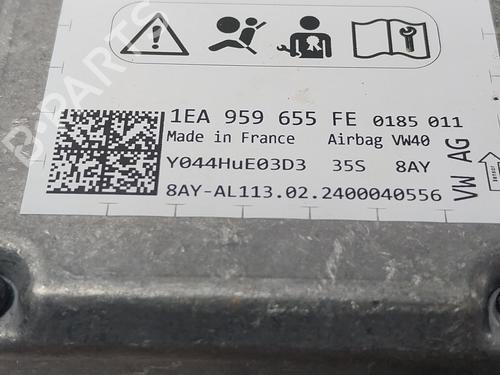 B-PARTS
1EA 959 655 FE 0185 011
Made in France Airbag VW40
Y044HuE03D3 35S 8AY
8AY-AL113.02.2400040556
VW AG
Sensor